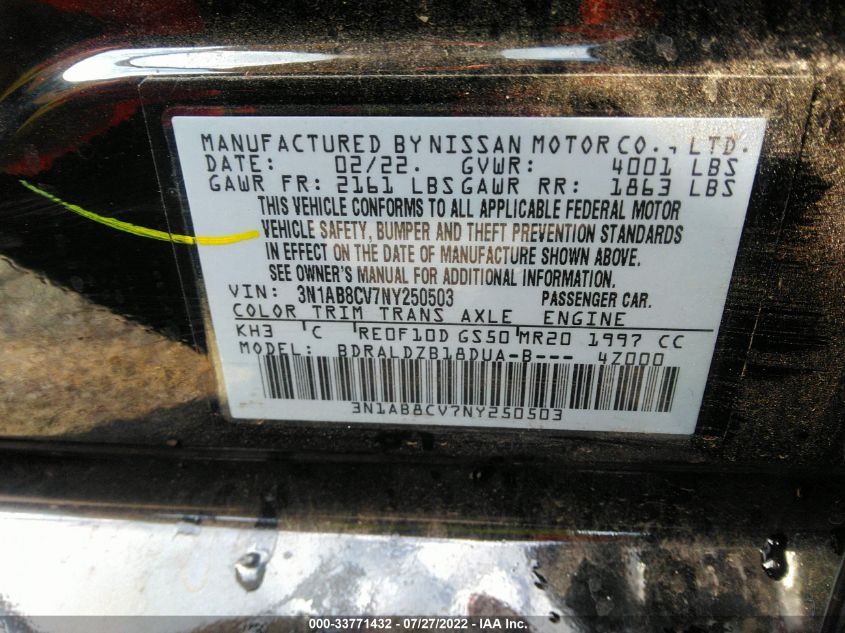 MANUFACTURED BY NISSAN MOTOR CO., LTD.
DATE: 02/22. GVWR: 4001 LBS
GAWR FR: 2161 LBS GAWR RR: 1863 LBS
THIS VEHICLE CONFORMS TO ALL APPLICABLE FEDERAL MOTOR
VEHICLE SAFETY, BUMPER AND THEFT PREVENTION STANDARDS
IN EFFECT ON THE DATE OF MANUFACTURE SHOWN ABOVE.
SEE OWNER'S MANUAL FOR ADDITIONAL INFORMATION.
VIN: 3N1AB8CV7NY250503 PASSENGER CAR.
COLOR TRIM TRANS AXLE ENGINE
KH3 C RE0F10D GS50 MR20 1997 CC
MODEL: BDRALDZB18DUA-B--- 4Z000
3N1AB8CV7NY250503
000-33771432 - 07/27/2022 - IAA Inc.